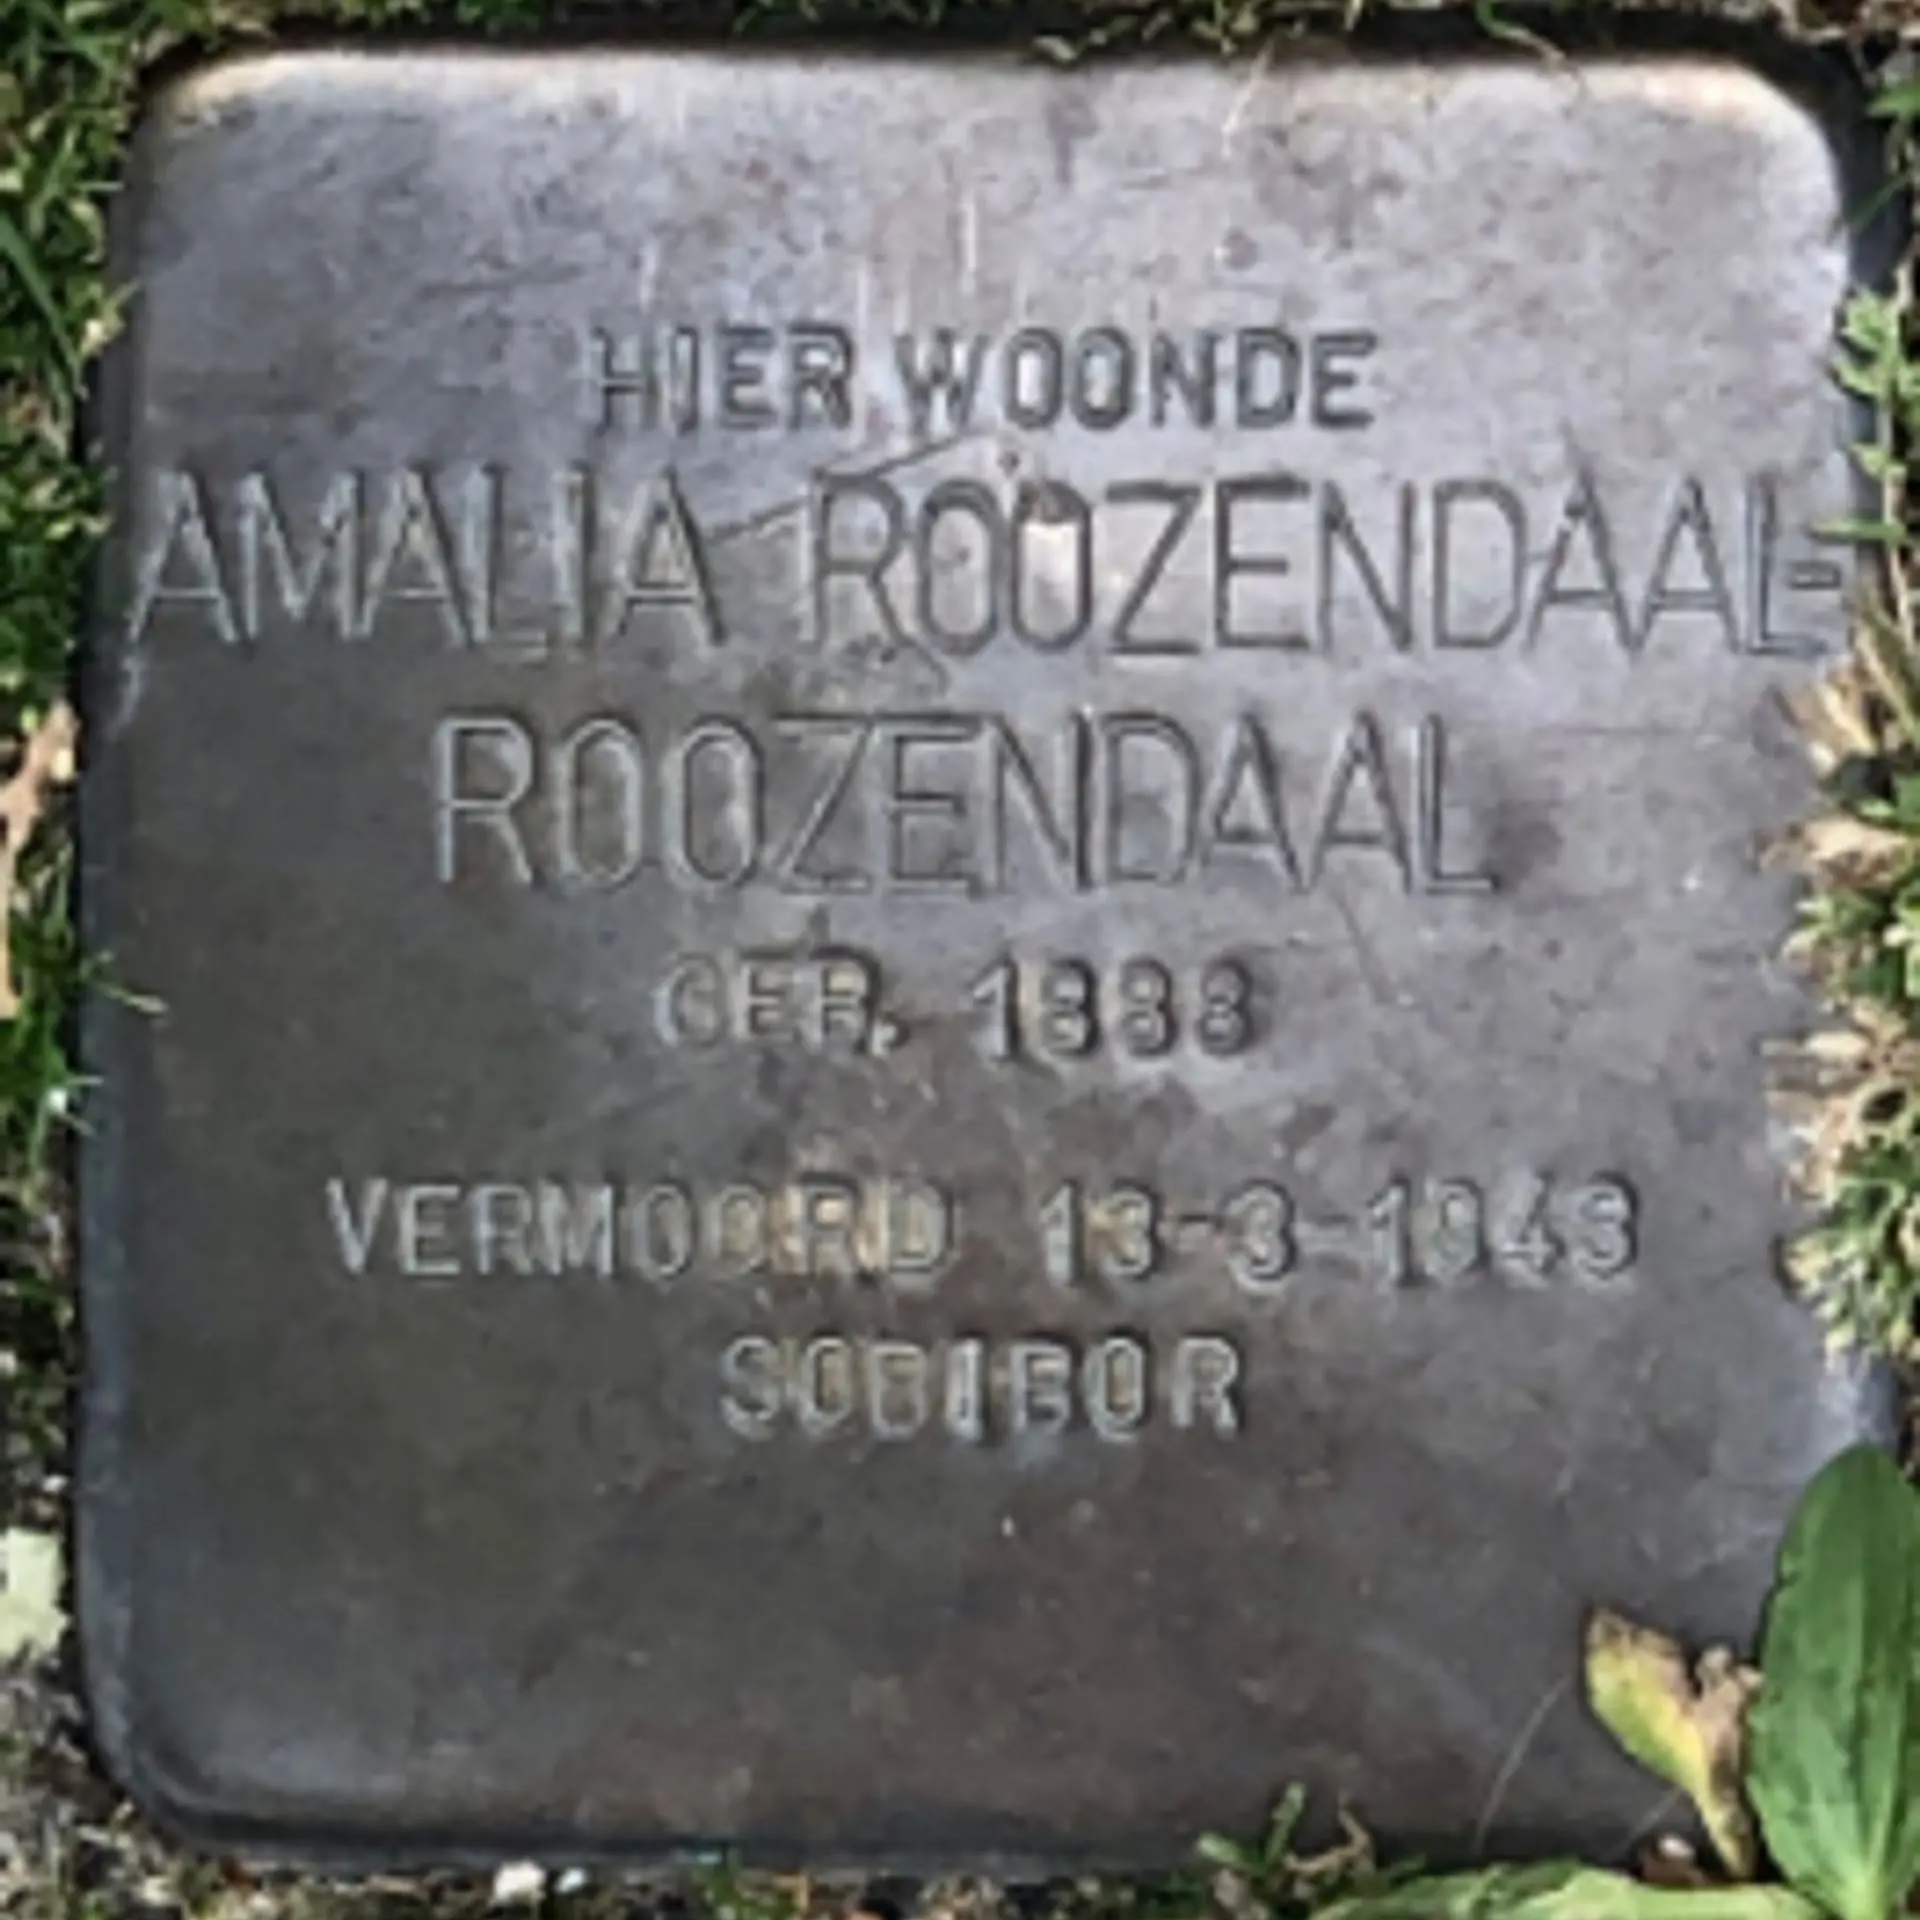 HIER WOONDE
AMALIA ROOZENDAAL-
ROOZENDAAL
GEB. 1888
VERMOORD 13-3-1943
SOBIBOR